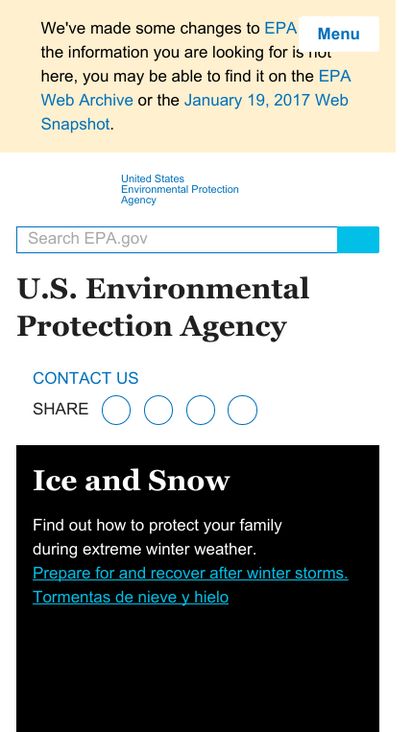 We've made some changes to EPA
Menu
the information you are looking for is not
here, you may be able to find it on the EPA
Web Archive or the January 19, 2017 Web
Snapshot.
United States
Environmental Protection
Agency
Search EPA.gov
U.S. Environmental
Protection Agency
CONTACT US
SHARE
Ice and Snow
Find out how to protect your family
during extreme winter weather.
Prepare for and recover after winter storms.
Tormentas de nieve y hielo